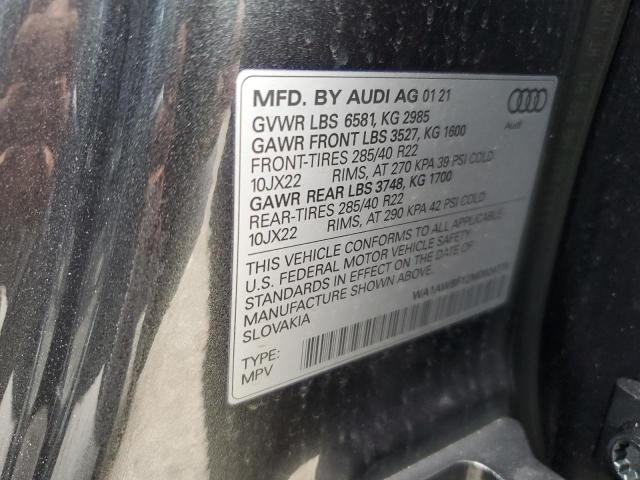 MFD. BY AUDI AG 01 21
GVWR LBS 6581, KG 2985
GAWR FRONT LBS 3527, KG 1600
FRONT-TIRES 285/40 R22
10JX22 RIMS, AT 270 KPA 39 PSI COLD
GAWR REAR LBS 3748, KG 1700
REAR-TIRES 285/40 R22
10JX22 RIMS, AT 290 KPA 42 PSI COLD
Audi
THIS VEHICLE CONFORMS TO ALL APPLICABLE
U.S. FEDERAL MOTOR VEHICLE SAFETY
STANDARDS IN EFFECT ON THE DATE OF
MANUFACTURE SHOWN ABOVE.
SLOVAKIA
TYPE:
MPV